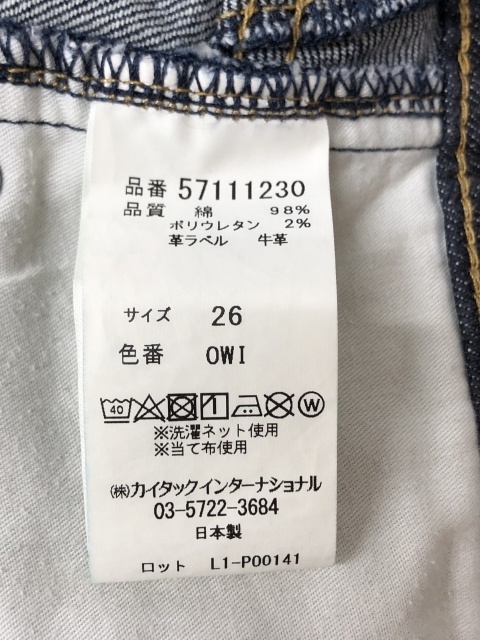 品番 57111230
品質 綿 98%
ポリウレタン 2%
革ラベル 牛革
サイズ 26
色番 OWI
40 W
※洗濯ネット使用
※当て布使用
㈱カイタックインターナショナル
03-5722-3684
日本製
ロット L1-P00141